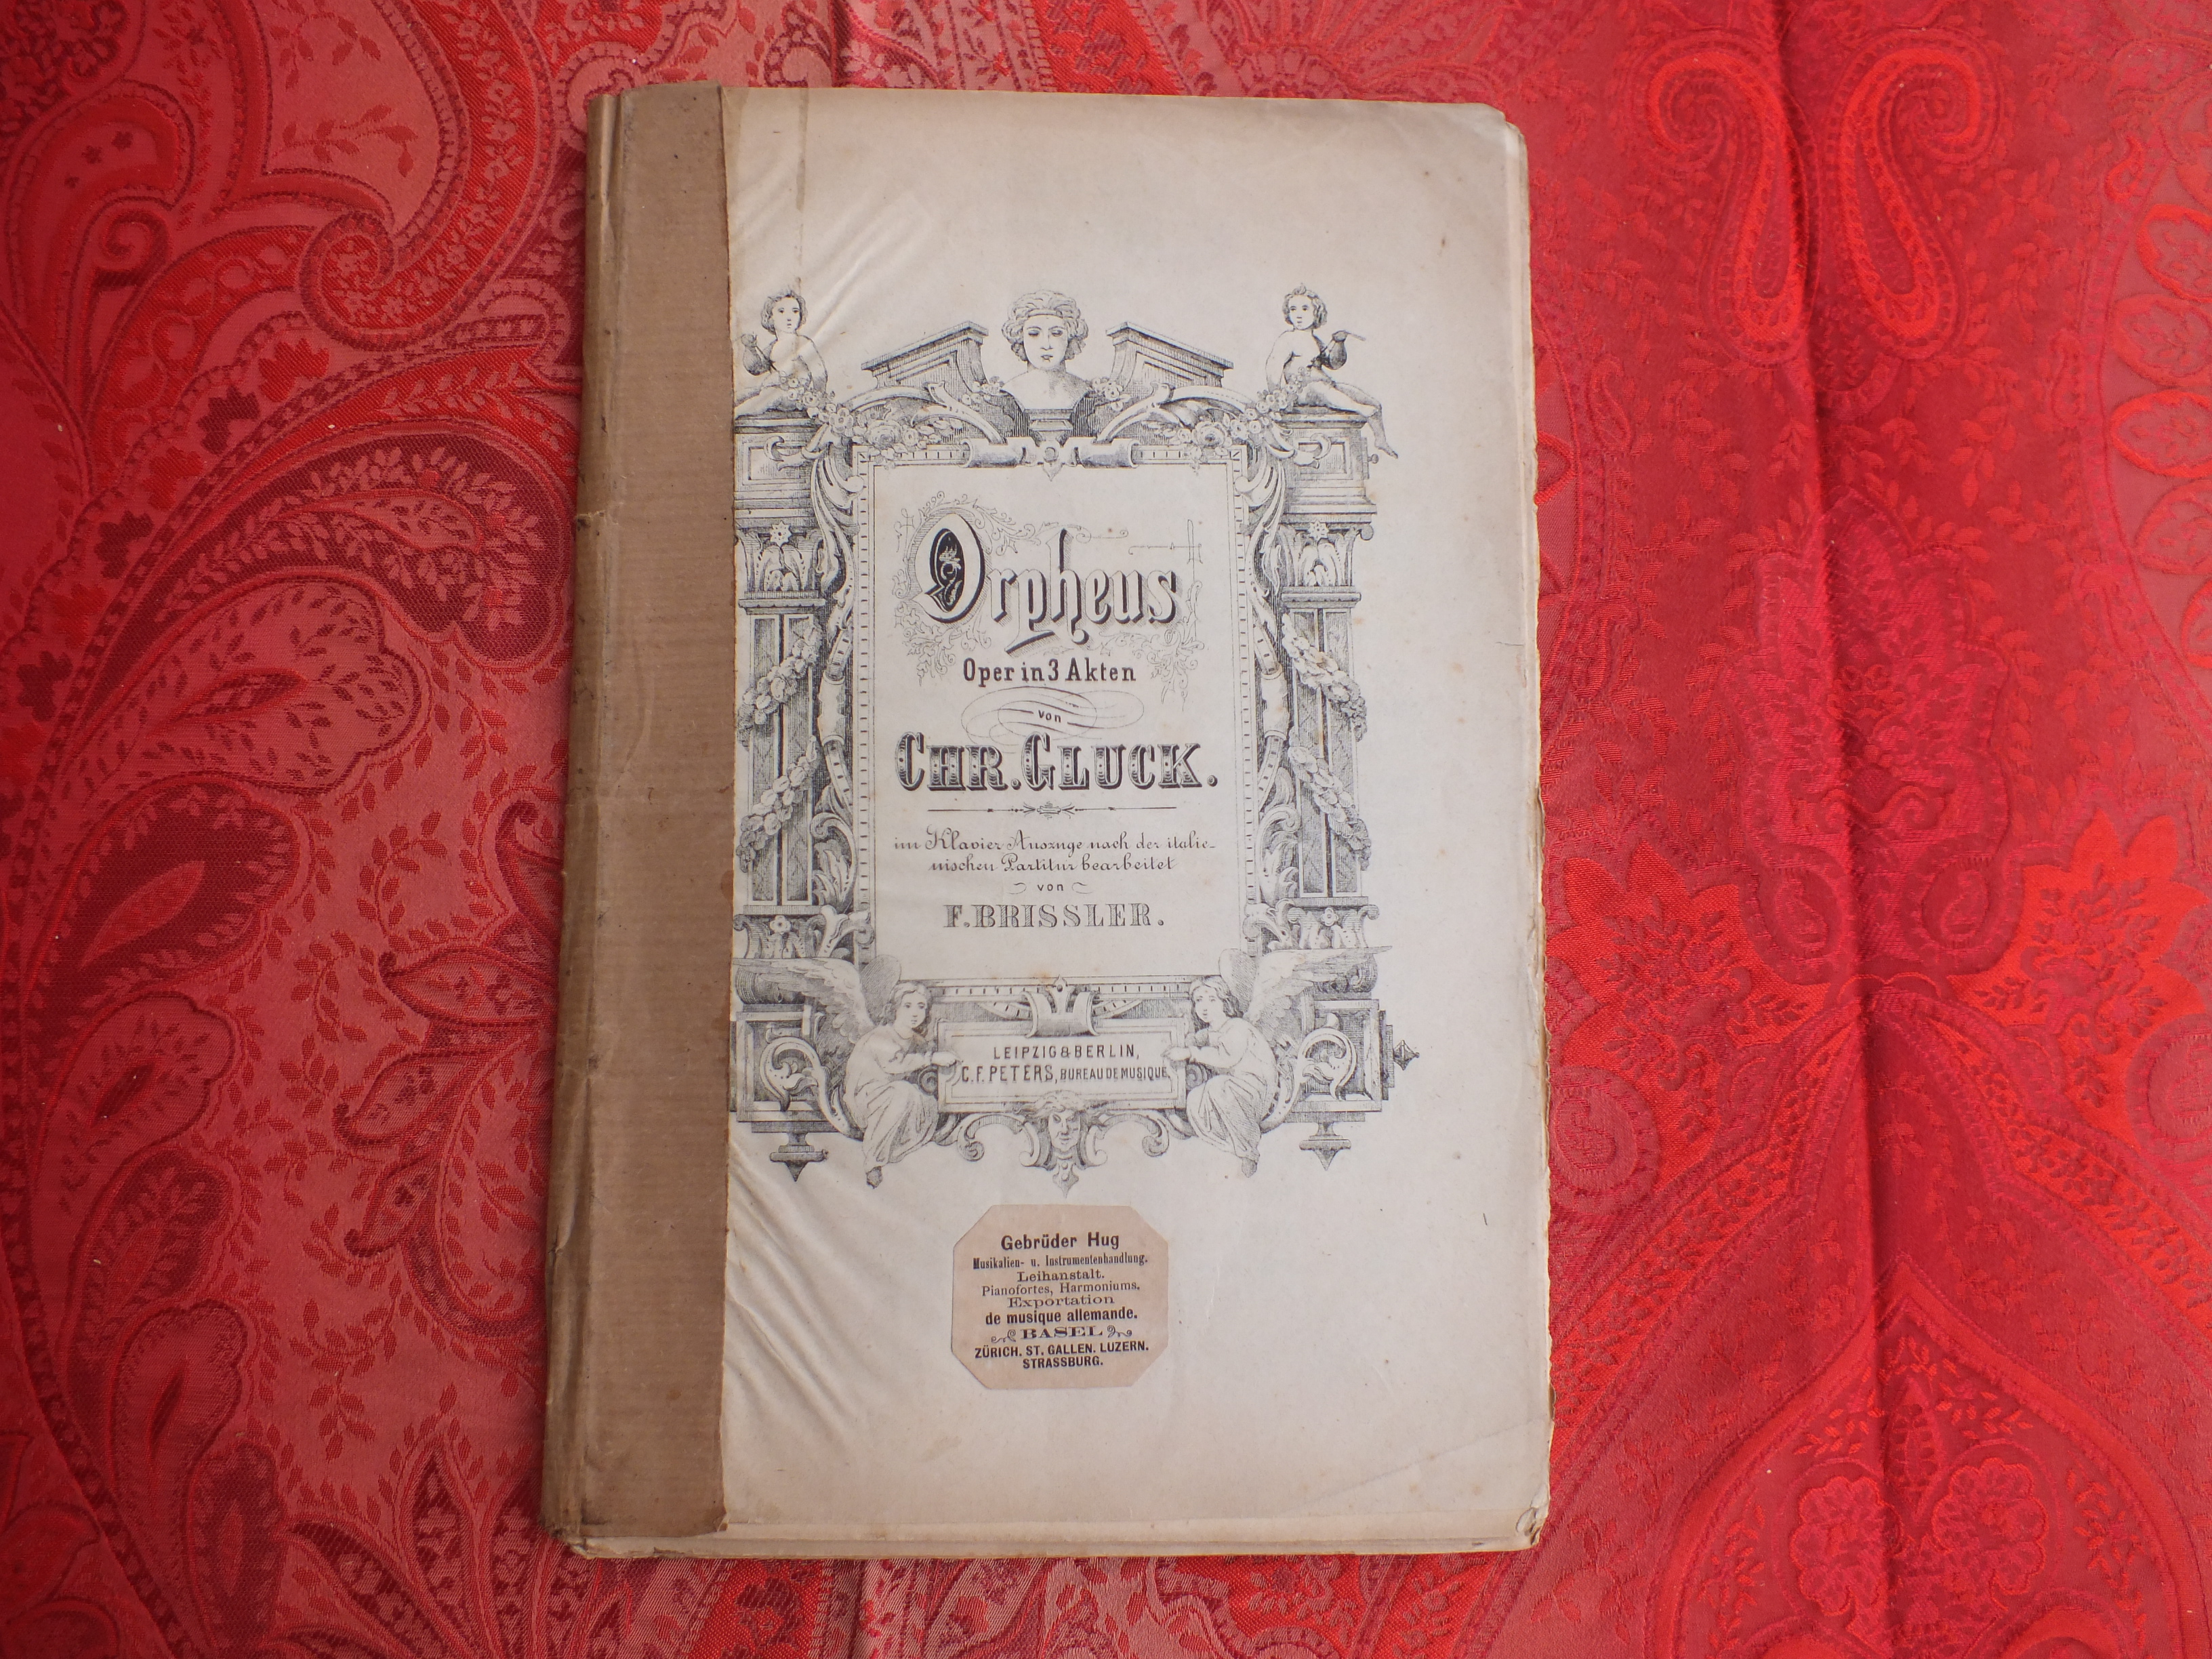 Orpheus
Oper in 3 Akten
von
CHR. GLUCK.
im Klavier-Auszuge nach der italie-
nischen Partitur bearbeitet
von
F. BRISSLER.
LEIPZIG & BERLIN,
C. F. PETERS, BUREAU DE MUSIQUE
Gebrüder Hug
Musikalien- u. Instrumentenhandlung.
Leihanstalt.
Pianofortes, Harmoniums.
Exportation
de musique allemande.
BASEL
ZÜRICH. ST. GALLEN. LUZERN.
STRASSBURG.